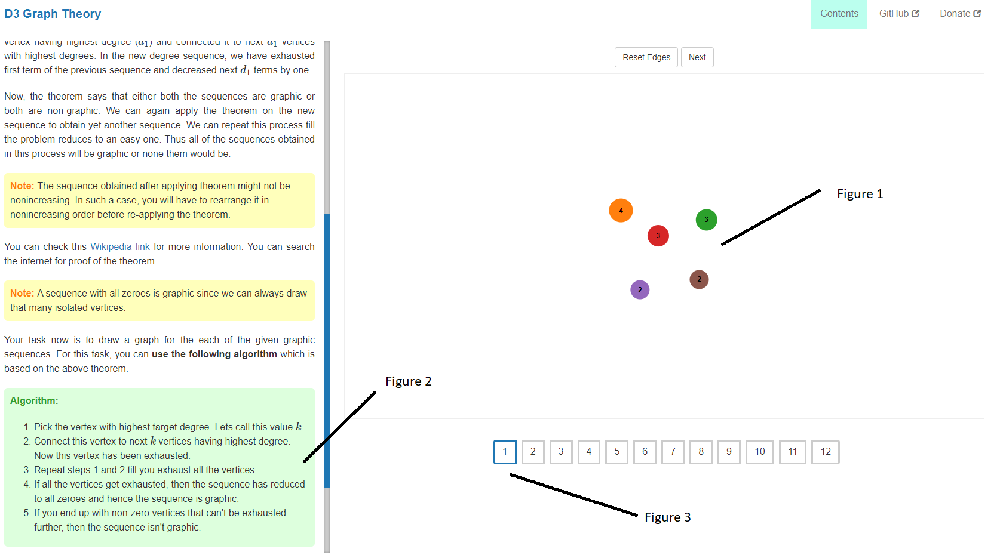 D3 Graph Theory
Contents
GitHub
Donate
vertex having highest degree (d1) and connected it to next d1 vertices
with highest degrees. In the new degree sequence, we have exhausted
first term of the previous sequence and decreased next d1 terms by one.
Now, the theorem says that either both the sequences are graphic or
both are non-graphic. We can again apply the theorem on the new
sequence to obtain yet another sequence. We can repeat this process till
the problem reduces to an easy one. Thus all of the sequences obtained
in this process will be graphic or none them would be.
Note: The sequence obtained after applying theorem might not be
nonincreasing. In such a case, you will have to rearrange it in
nonincreasing order before re-applying the theorem.
You can check this Wikipedia link for more information. You can search
the internet for proof of the theorem.
Note: A sequence with all zeroes is graphic since we can always draw
that many isolated vertices.
Your task now is to draw a graph for the each of the given graphic
sequences. For this task, you can use the following algorithm which is
based on the above theorem.
Algorithm:
1. Pick the vertex with highest target degree. Lets call this value k.
2. Connect this vertex to next k vertices having highest degree.
Now this vertex has been exhausted.
3. Repeat steps 1 and 2 till you exhaust all the vertices.
4. If all the vertices get exhausted, then the sequence has reduced
to all zeroes and hence the sequence is graphic.
5. If you end up with non-zero vertices that can't be exhausted
further, then the sequence isn't graphic.
Reset Edges
Next
Figure 1
4
3
3
2
2
Figure 2
1 2 3 4 5 6 7 8 9 10 11 12
Figure 3